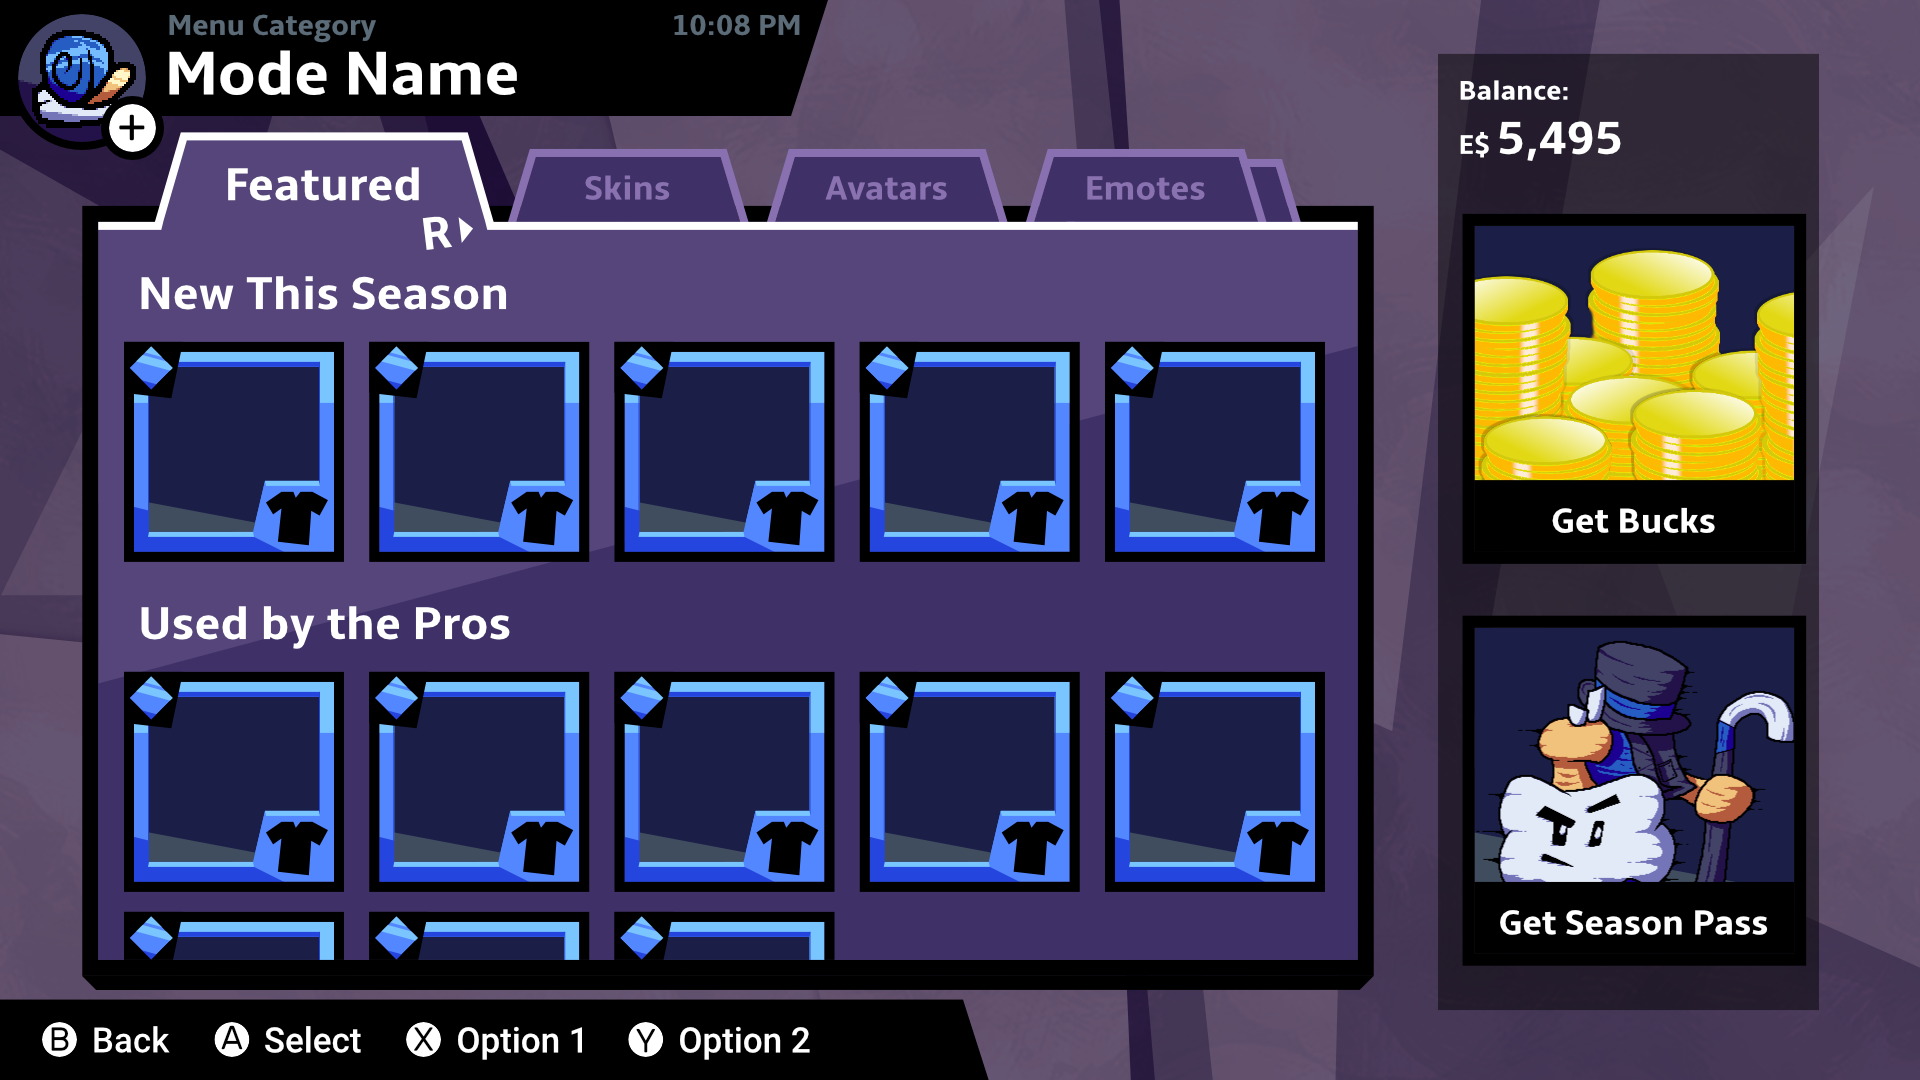 Menu Category
10:08 PM
Mode Name
Featured
Skins
Avatars
Emotes
R
New This Season
Used by the Pros
Balance:
E$ 5,495
Get Bucks
Get Season Pass
B Back
A Select
X Option 1
Y Option 2